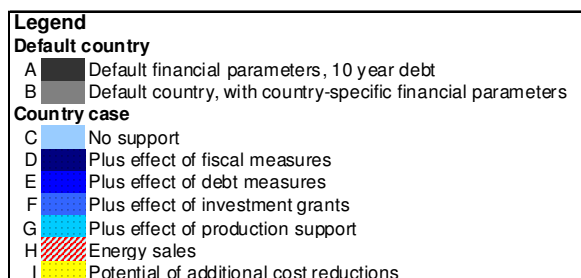 Legend
Default country
A Default financial parameters, 10 year debt
B Default country, with country-specific financial parameters
Country case
C No support
D Plus effect of fiscal measures
E Plus effect of debt measures
F Plus effect of investment grants
G Plus effect of production support
H Energy sales
I Potential of additional cost reductions